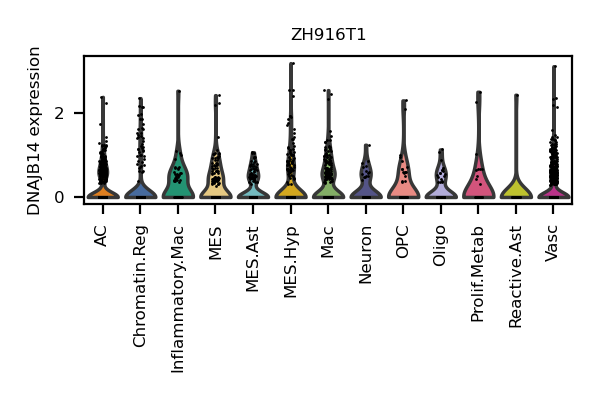 ZH916T1
DNAJB14 expression
2
0
AC
Chromatin.Reg
Inflammatory.Mac
MES
MES.Ast
MES.Hyp
Mac
Neuron
OPC
Oligo
Prolif.Metab
Reactive.Ast
Vasc